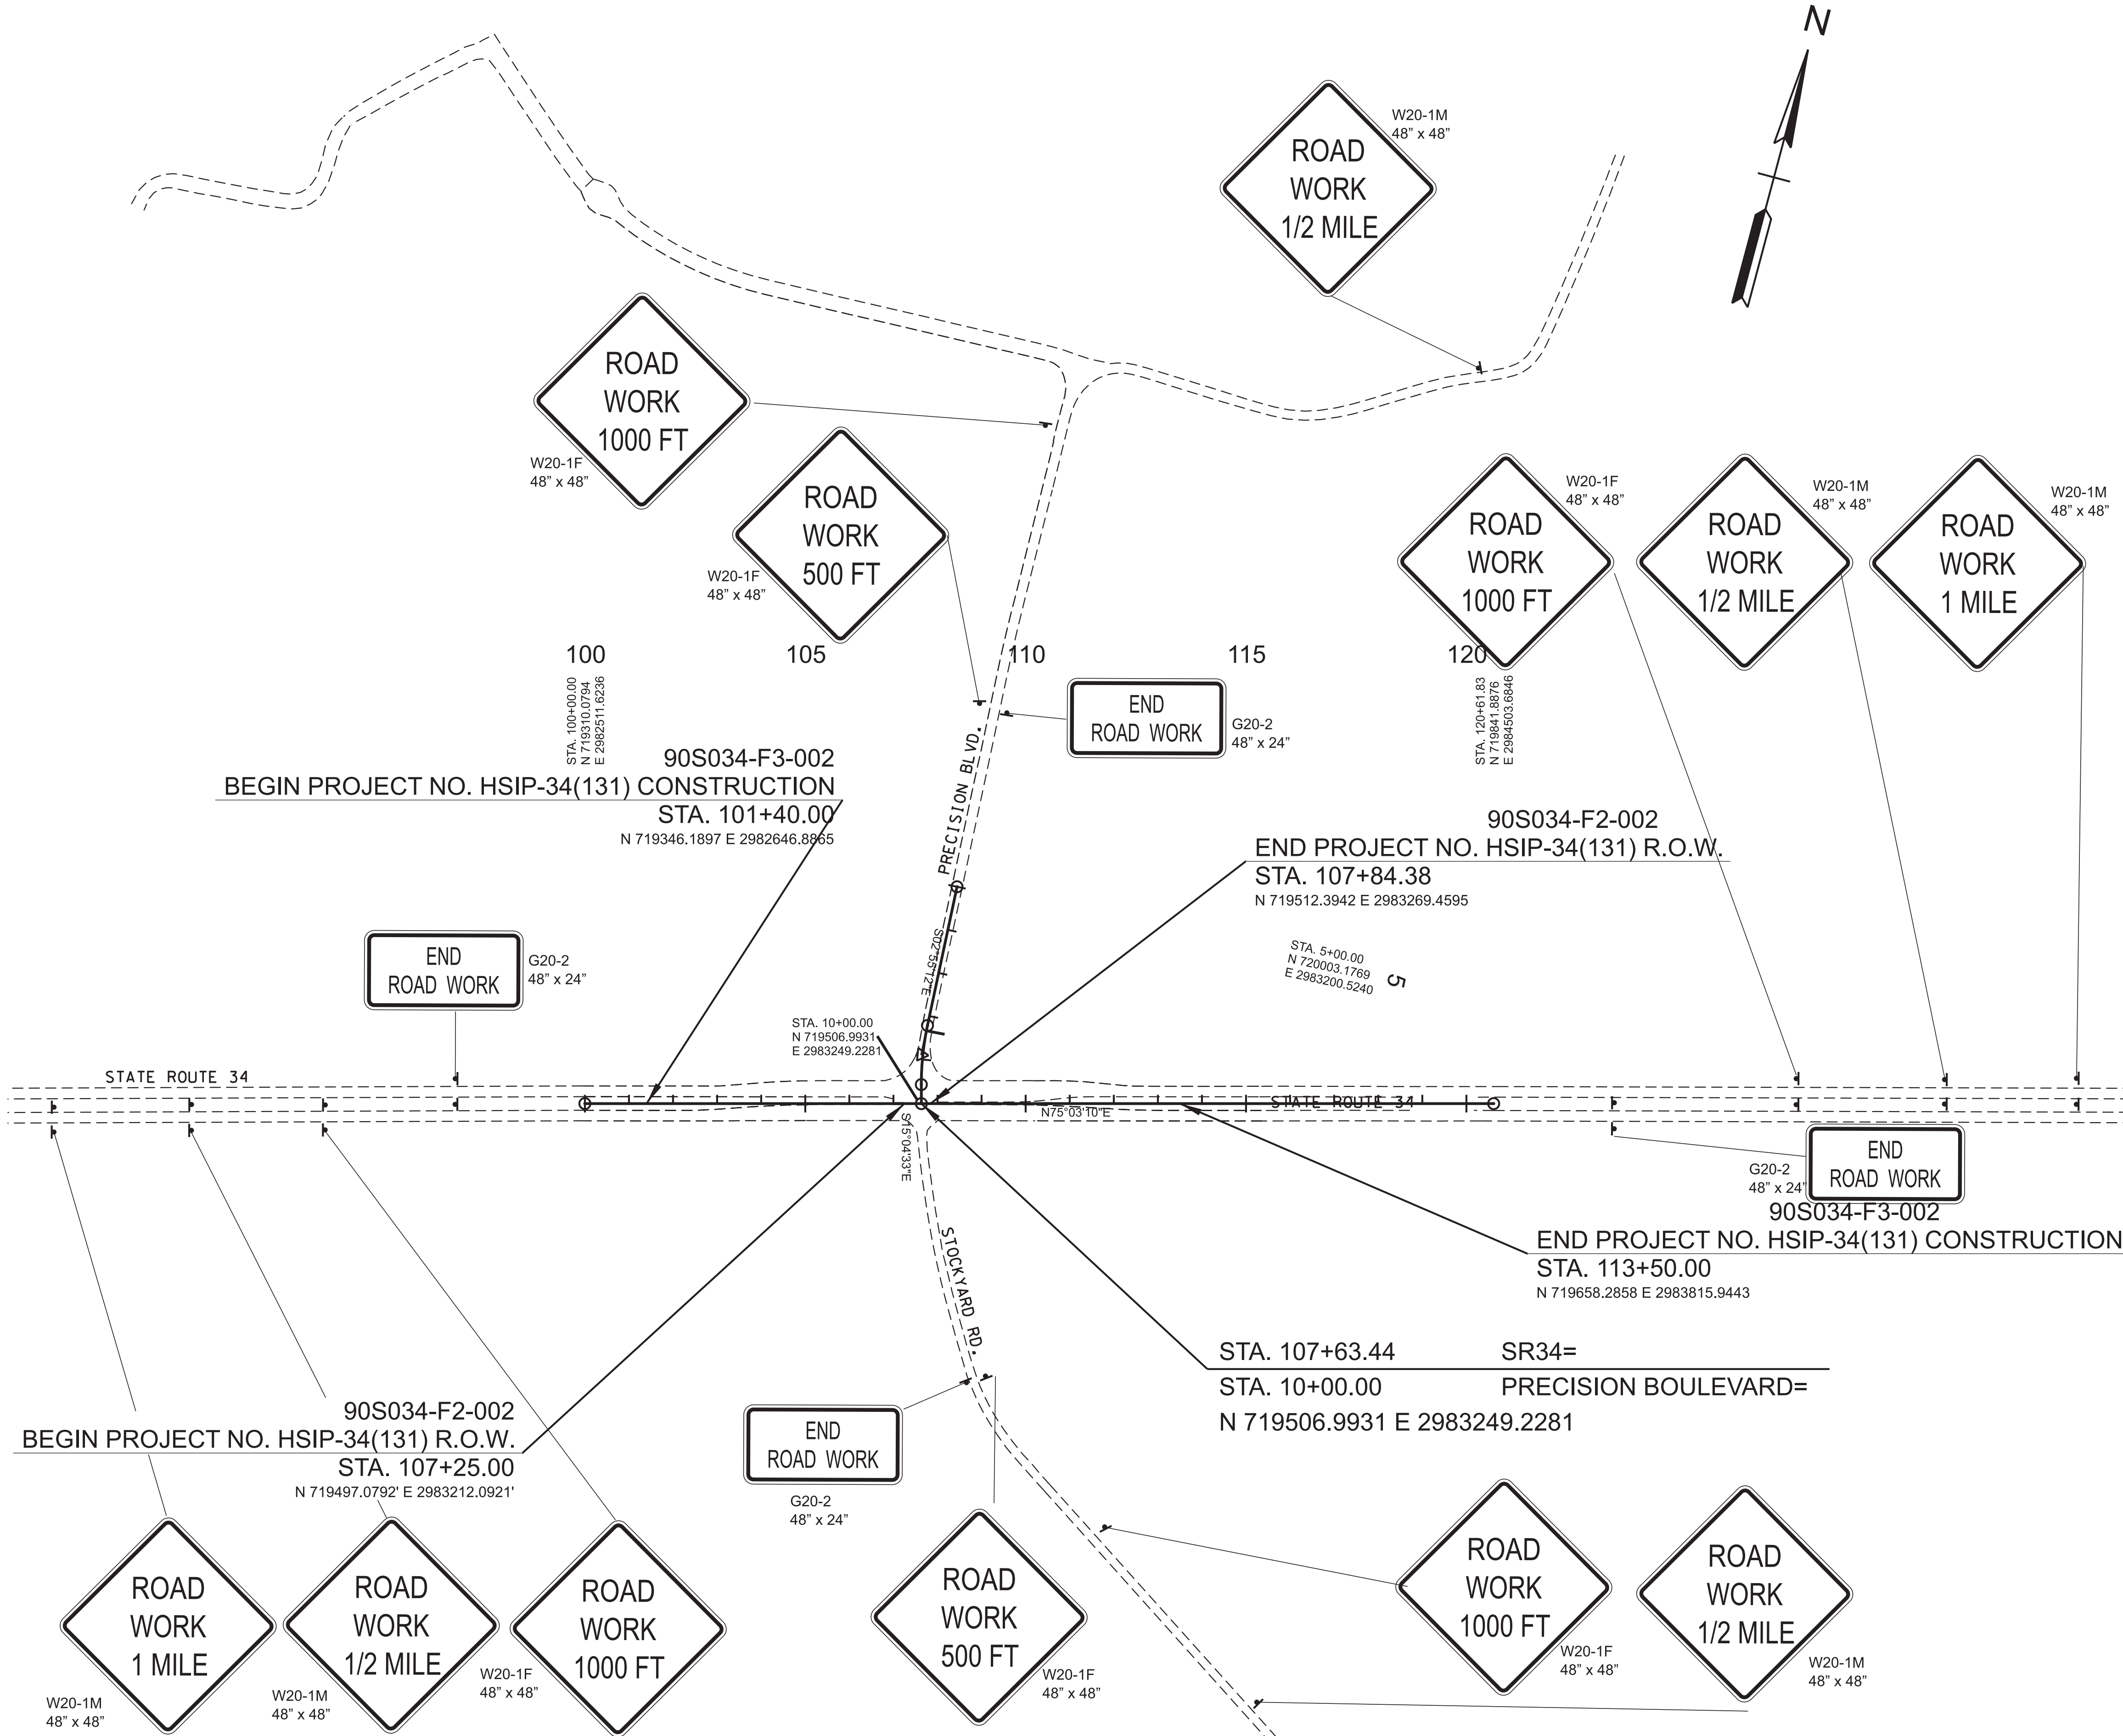 N
W20-1M
48” x 48”
ROAD
WORK
1/2 MILE
ROAD
WORK
1000 FT
W20-1F
48” x 48”
ROAD
WORK
500 FT
W20-1F
48” x 48”
W20-1F
48” x 48”
ROAD
WORK
1000 FT
W20-1M
48” x 48”
ROAD
WORK
1/2 MILE
W20-1M
48” x 48”
ROAD
WORK
1 MILE
100
105
110
115
120
STA. 100+00.00
N 719310.0794
E 2982511.6236
END
ROAD WORK
G20-2
48” x 24”
STA. 120+61.83
N 719841.8876
E 2984503.6846
90S034-F3-002
BEGIN PROJECT NO. HSIP-34(131) CONSTRUCTION
STA. 101+40.00
N 719346.1897 E 2982646.8865
PRECISION BLVD.
90S034-F2-002
END PROJECT NO. HSIP-34(131) R.O.W.
STA. 107+84.38
N 719512.3942 E 2983269.4595
END
ROAD WORK
G20-2
48” x 24”
S02°55'12"E
STA. 5+00.00
N 720003.1769
E 2983200.5240
5
STA. 10+00.00
N 719506.9931
E 2983249.2281
STATE ROUTE 34
STATE ROUTE 34
N75°03'10"E
S15°04'33"E
END
ROAD WORK
G20-2
48” x 24”
90S034-F3-002
END PROJECT NO. HSIP-34(131) CONSTRUCTION
STA. 113+50.00
N 719658.2858 E 2983815.9443
STOCKYARD RD.
STA. 107+63.44 SR34=
STA. 10+00.00 PRECISION BOULEVARD=
N 719506.9931 E 2983249.2281
90S034-F2-002
BEGIN PROJECT NO. HSIP-34(131) R.O.W.
STA. 107+25.00
N 719497.0792' E 2983212.0921'
END
ROAD WORK
G20-2
48” x 24”
ROAD
WORK
1 MILE
W20-1M
48” x 48”
ROAD
WORK
1/2 MILE
W20-1M
48” x 48”
ROAD
WORK
1000 FT
W20-1F
48” x 48”
ROAD
WORK
500 FT
W20-1F
48” x 48”
ROAD
WORK
1000 FT
W20-1F
48” x 48”
ROAD
WORK
1/2 MILE
W20-1M
48” x 48”